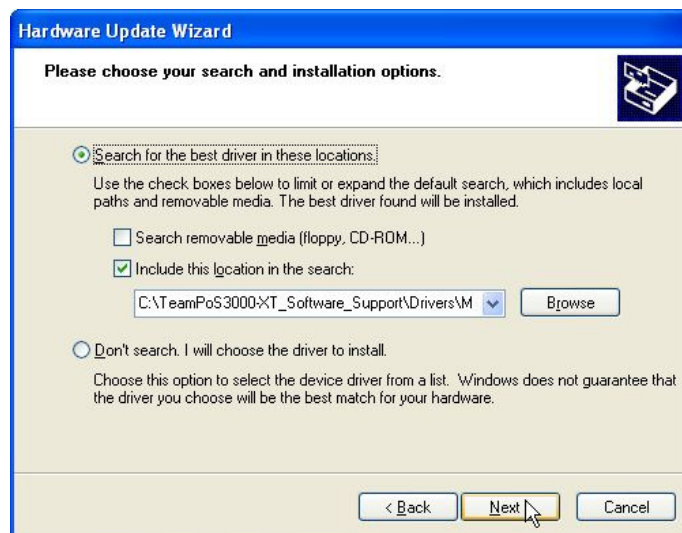 Hardware Update Wizard
Please choose your search and installation options.
Search for the best driver in these locations.
Use the check boxes below to limit or expand the default search, which includes local
paths and removable media. The best driver found will be installed.
Search removable media (floppy, CD-ROM...)
Include this location in the search:
C:\TeamPoS3000-XT_Software_Support\Drivers\M
Browse
Don't search. I will choose the driver to install.
Choose this option to select the device driver from a list. Windows does not guarantee that
the driver you choose will be the best match for your hardware.
< Back
Next
Cancel